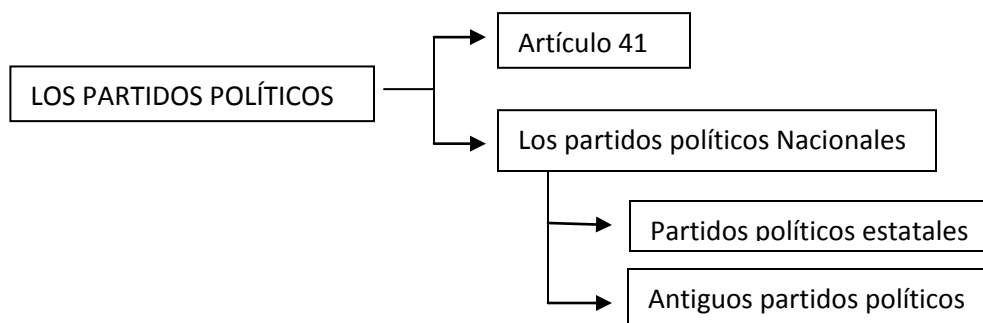 Artículo 41
LOS PARTIDOS POLÍTICOS
Los partidos políticos Nacionales
Partidos políticos estatales
Antiguos partidos políticos